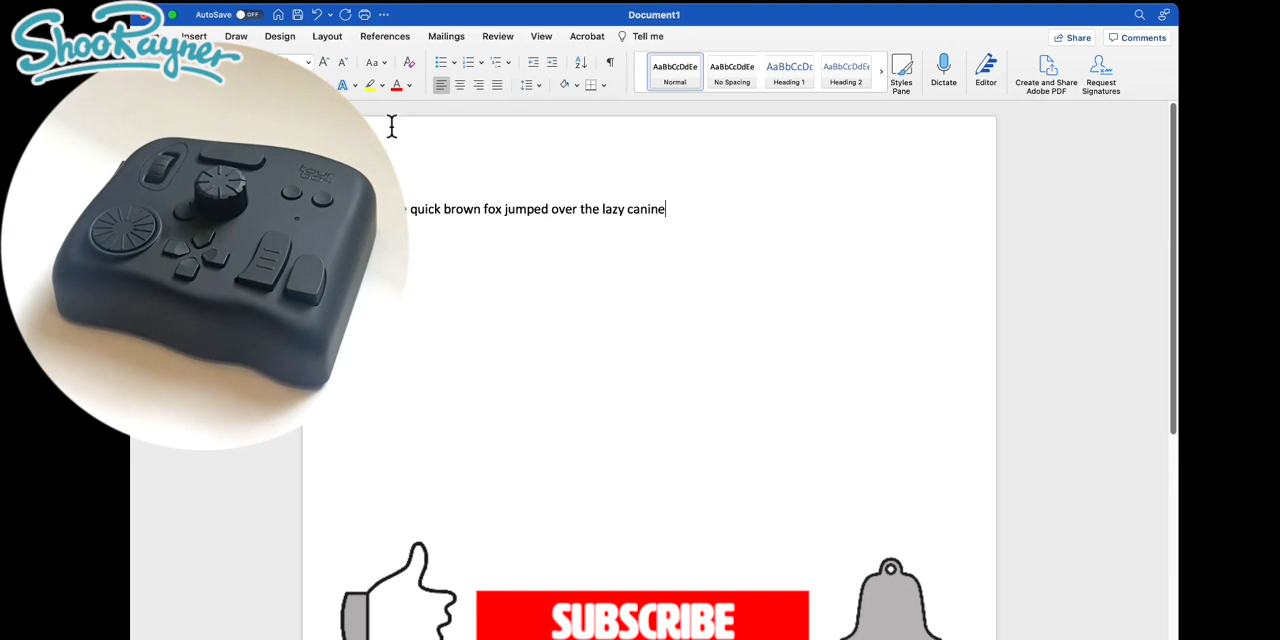 ShooRayner
AutoSave OFF
Document1
Insert Draw Design Layout References Mailings Review View Acrobat Tell me
Share Comments
Aa
AaBbCcDdEe AaBbCcDdEe AaBbCcDc AaBbCcDdEe
Normal No Spacing Heading 1 Heading 2
Styles Pane
Dictate
Editor
Create and Share Adobe PDF
Request Signatures
quick brown fox jumped over the lazy canine
SUBSCRIBE